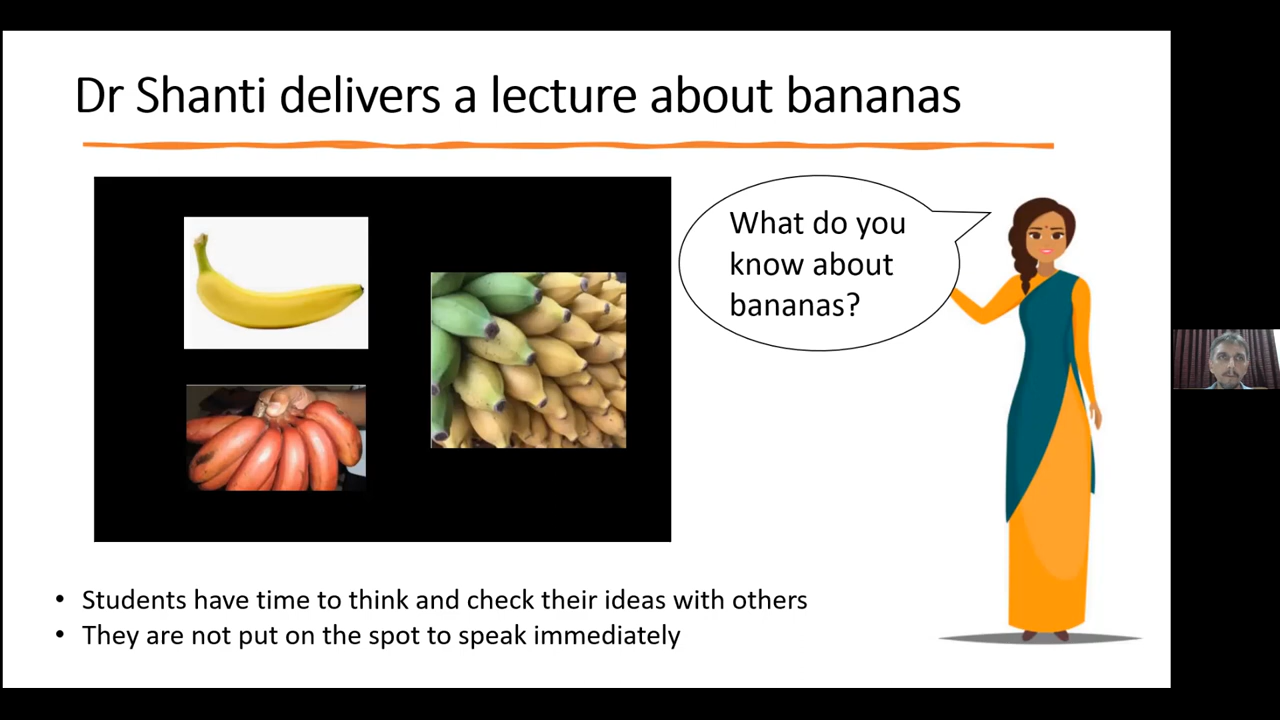 Dr Shanti delivers a lecture about bananas
What do you
know about
bananas?
• Students have time to think and check their ideas with others
• They are not put on the spot to speak immediately